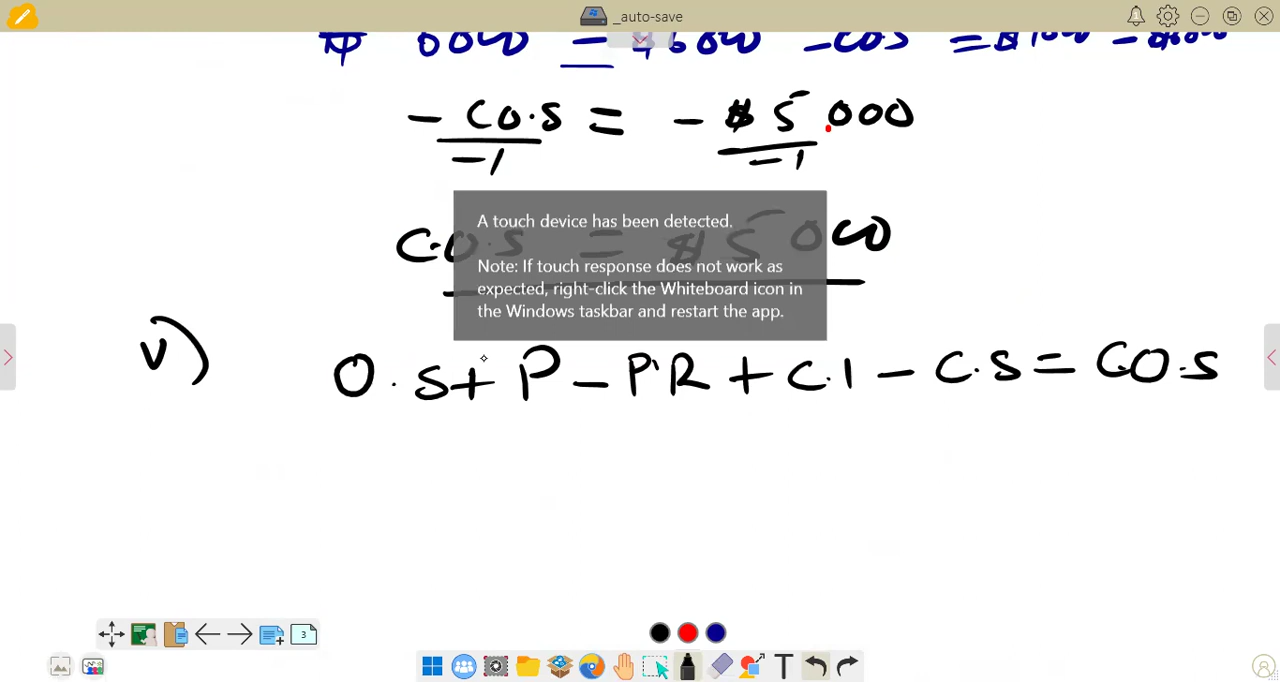 _auto-save
- CO.S = - $ 5 000
-1 -1
C.O.S = $ 5 000
A touch device has been detected.
Note: If touch response does not work as
expected, right-click the Whiteboard icon in
the Windows taskbar and restart the app.
v) O.S + P - P.R + C.I - C.S = C.O.S
3
T